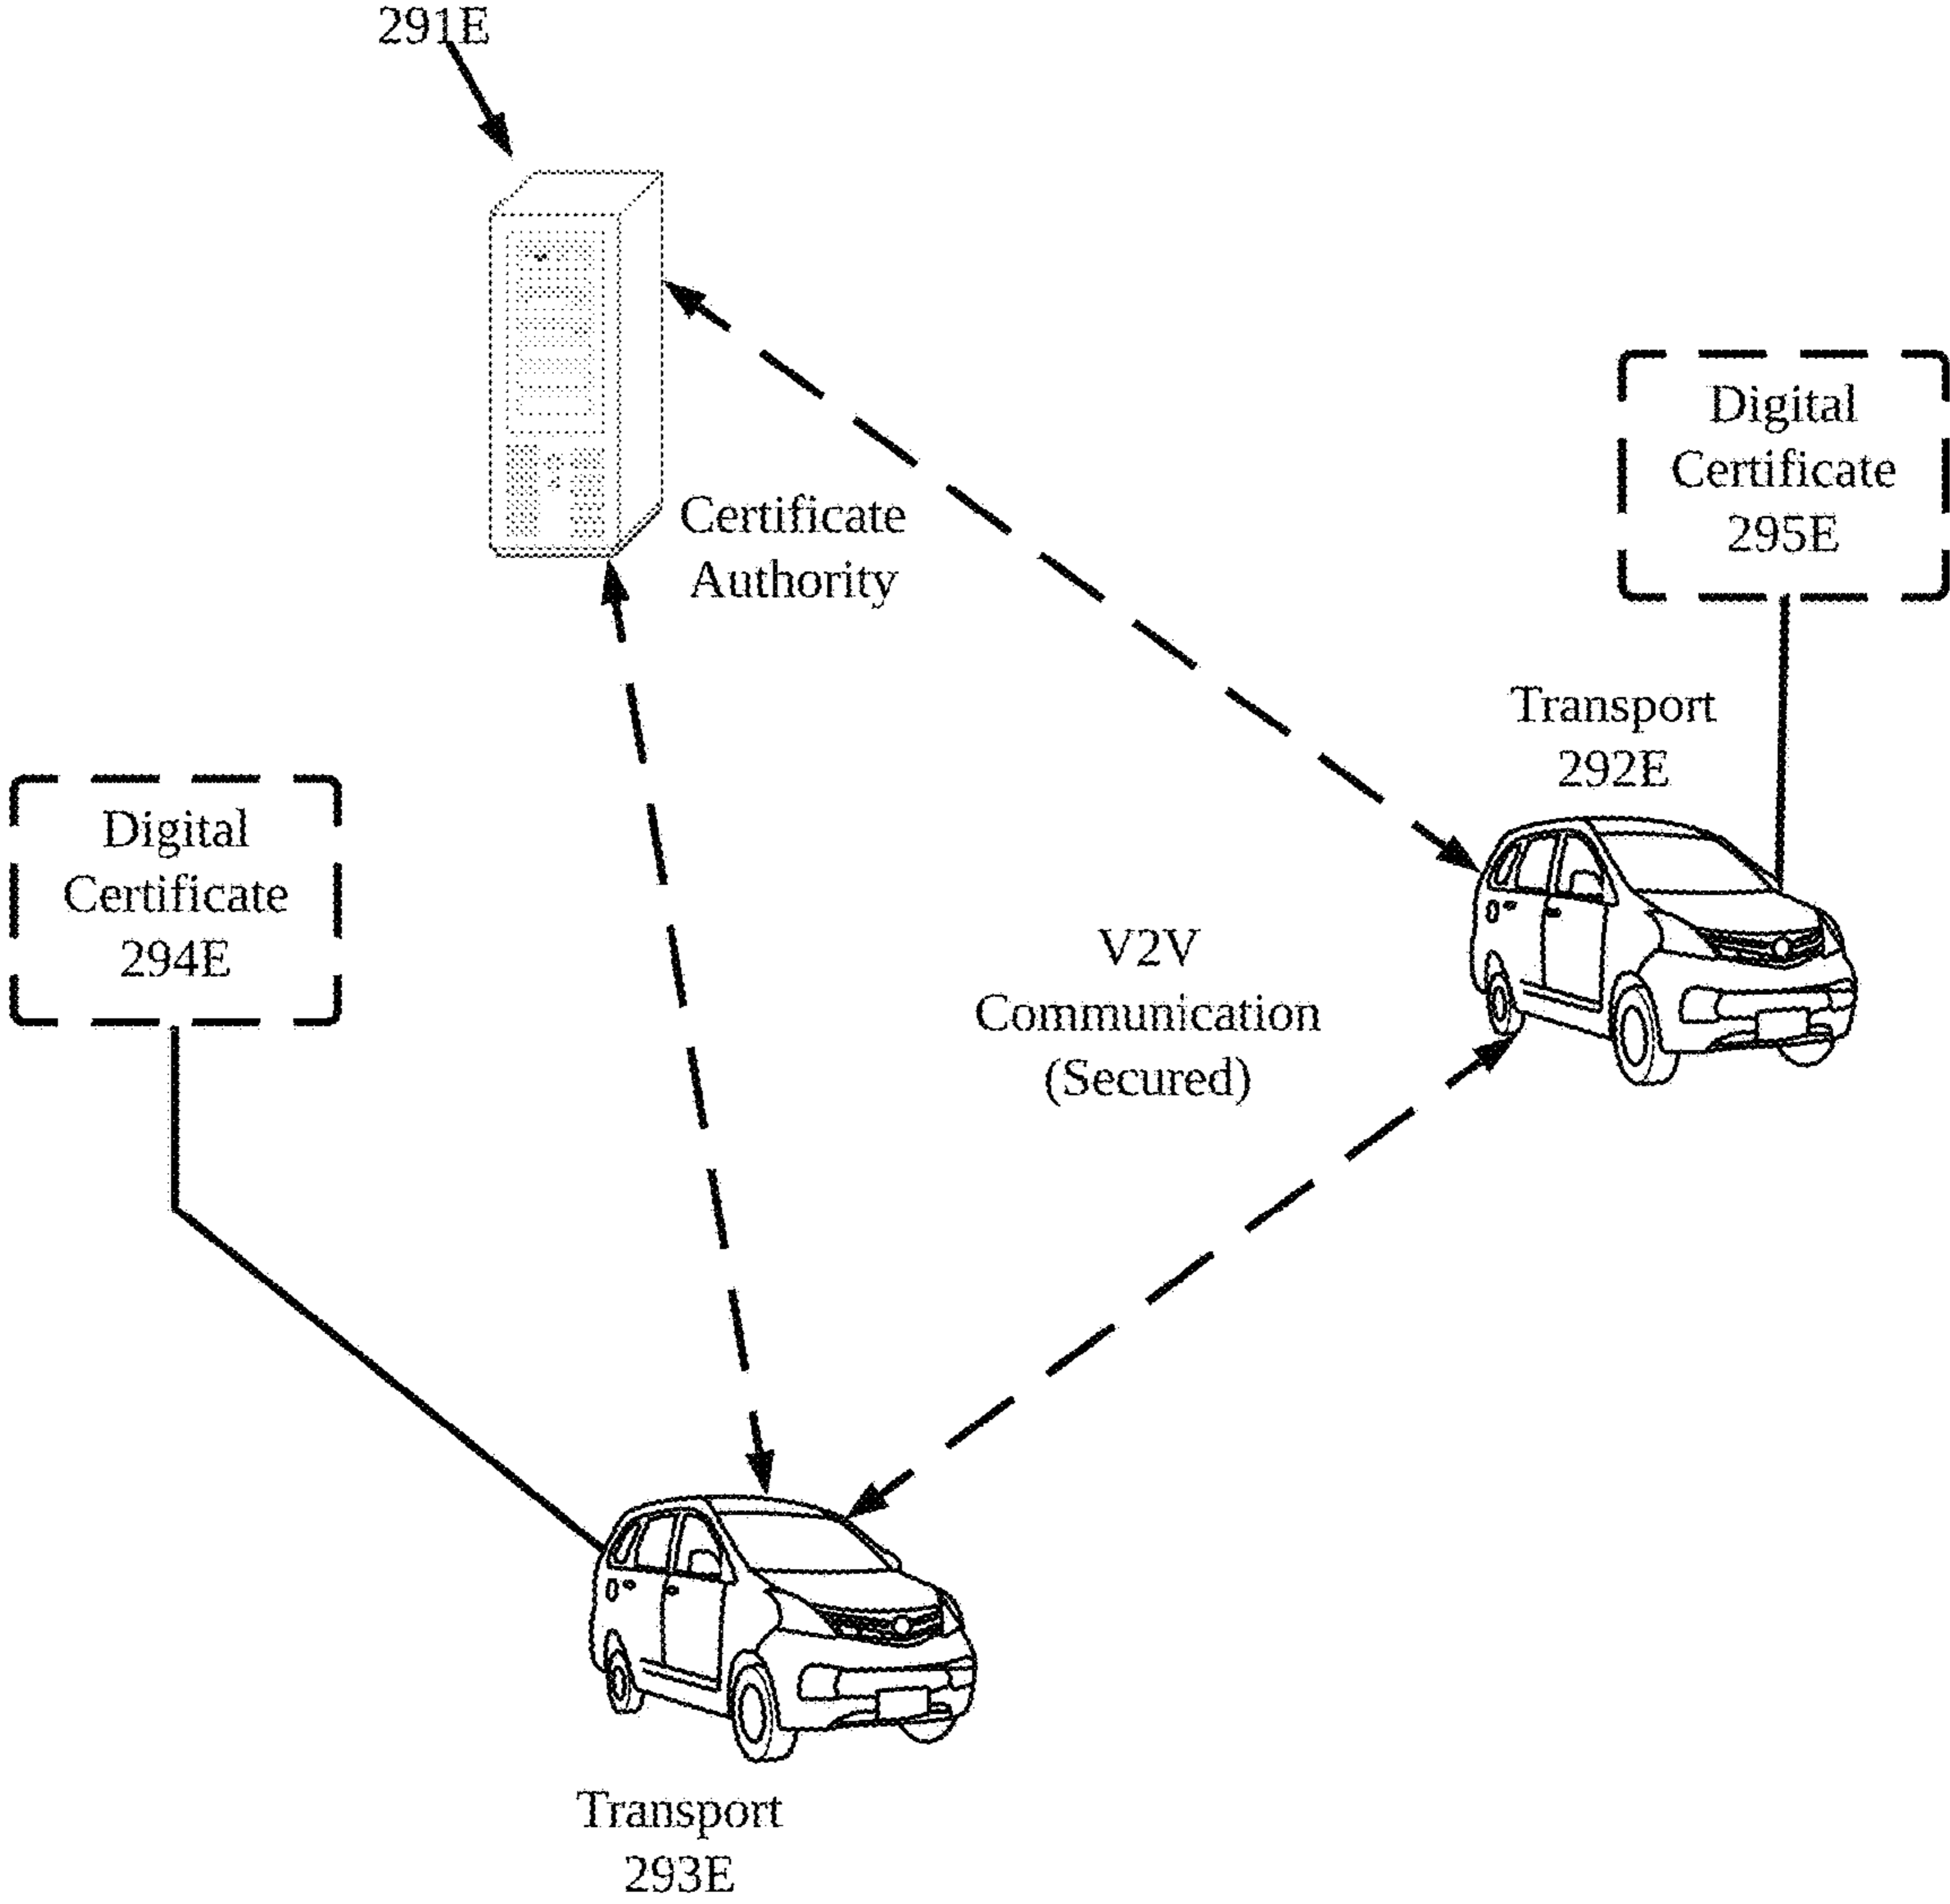 291E
Certificate
Authority
Digital
Certificate
295E
Transport
292E
Digital
Certificate
294E
V2V
Communication
(Secured)
Transport
293E